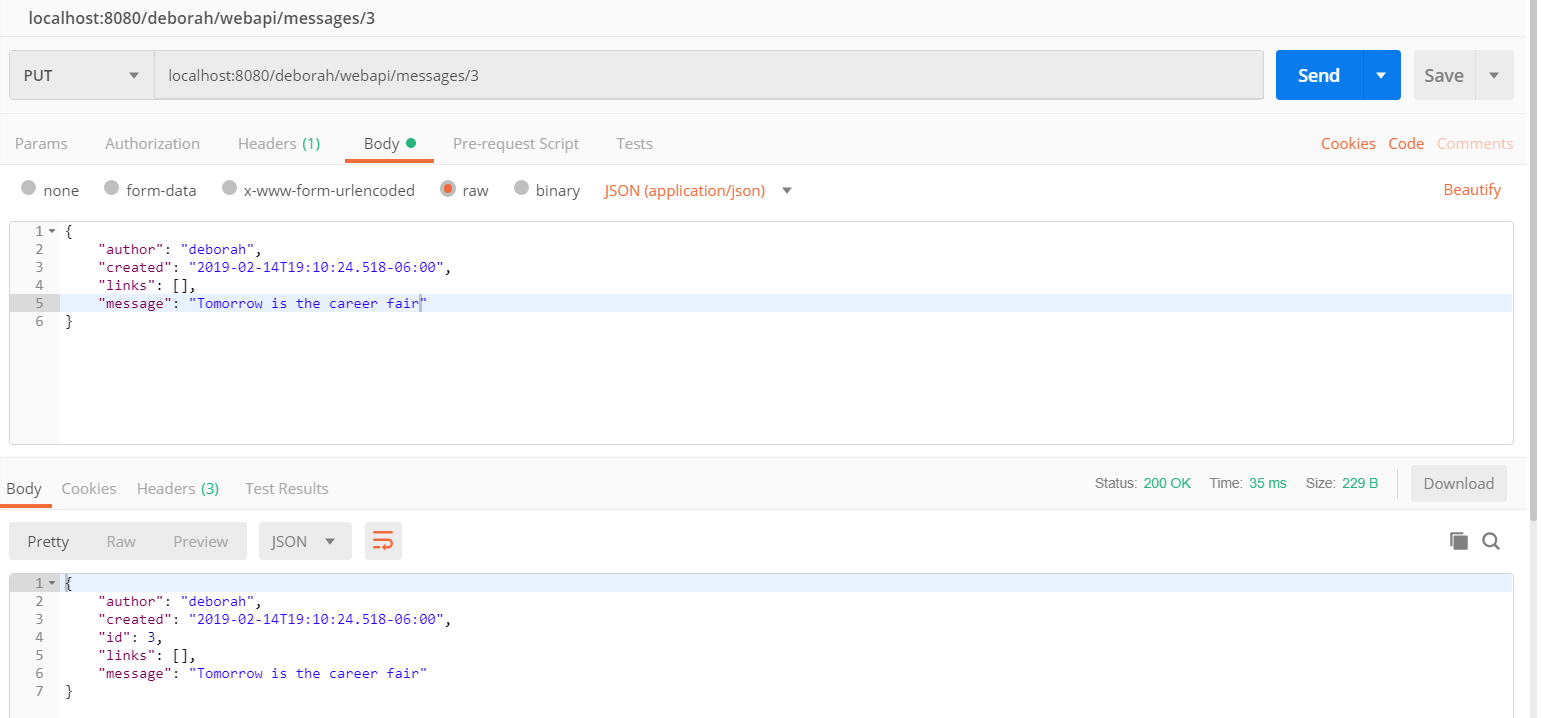 localhost:8080/deborah/webapi/messages/3
PUT localhost:8080/deborah/webapi/messages/3 Send Save
Params Authorization Headers (1) Body Pre-request Script Tests Cookies Code Comments
none form-data x-www-form-urlencoded raw binary JSON (application/json) Beautify
1 {
2 "author": "deborah",
3 "created": "2019-02-14T19:10:24.518-06:00",
4 "links": [],
5 "message": "Tomorrow is the career fair"
6 }
Body Cookies Headers (3) Test Results Status: 200 OK Time: 35 ms Size: 229 B Download
Pretty Raw Preview JSON
1 {
2 "author": "deborah",
3 "created": "2019-02-14T19:10:24.518-06:00",
4 "id": 3,
5 "links": [],
6 "message": "Tomorrow is the career fair"
7 }